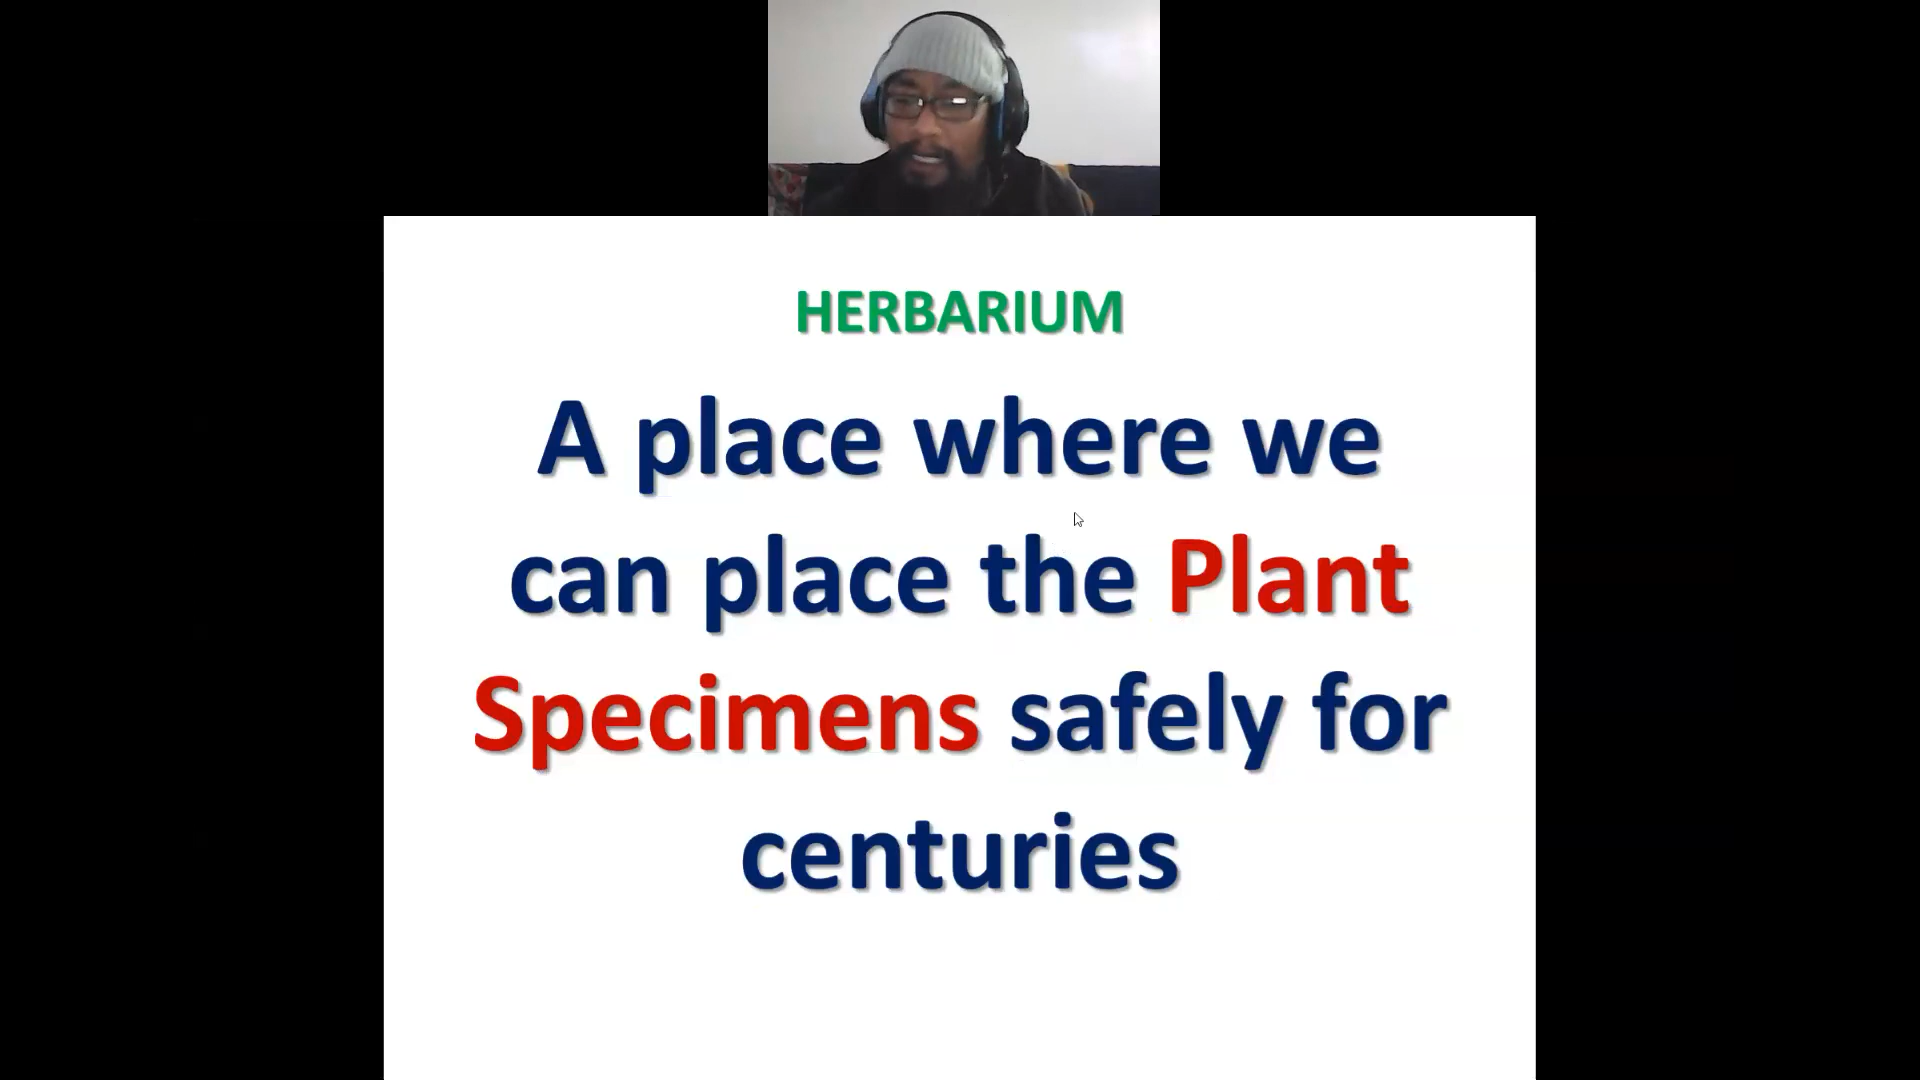 HERBARIUM
A place where we
can place the Plant
Specimens safely for
centuries